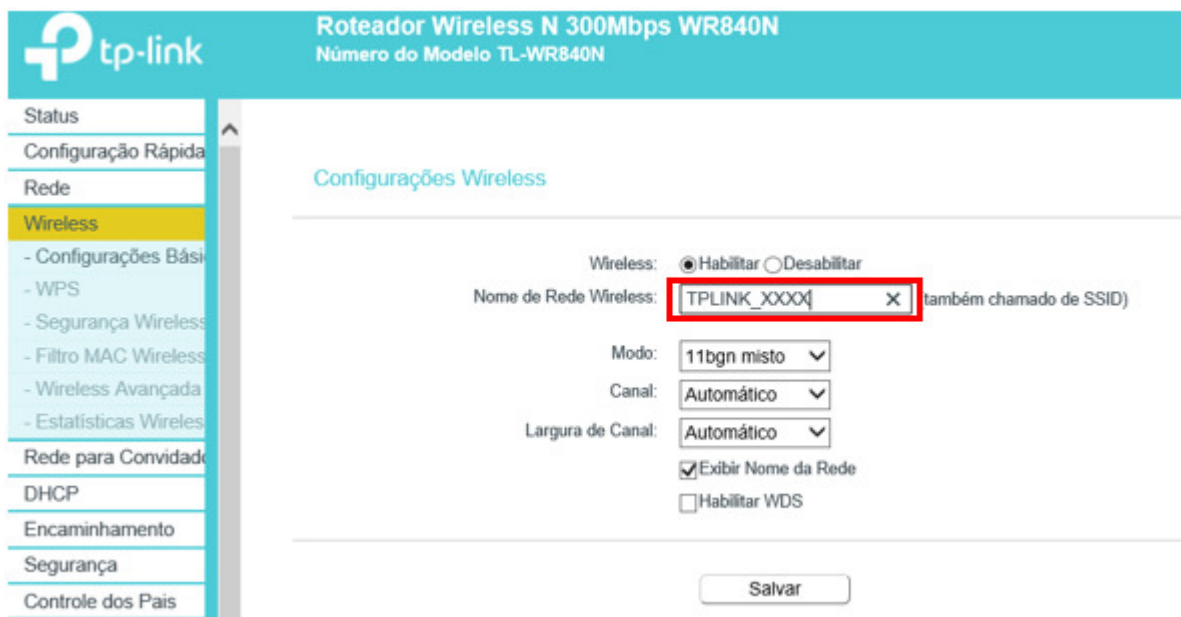 tp-link
Roteador Wireless N 300Mbps WR840N
Número do Modelo TL-WR840N
Status
Configuração Rápida
Rede
Wireless
- Configurações Bási
- WPS
- Segurança Wireless
- Filtro MAC Wireless
- Wireless Avançada
- Estatísticas Wireles
Rede para Convidado
DHCP
Encaminhamento
Segurança
Controle dos Pais
Configurações Wireless
Wireless: Habilitar Desabilitar
Nome de Rede Wireless: TPLINK_XXXX também chamado de SSID)
Modo: 11bgn misto
Canal: Automático
Largura de Canal: Automático
Exibir Nome da Rede
Habilitar WDS
Salvar